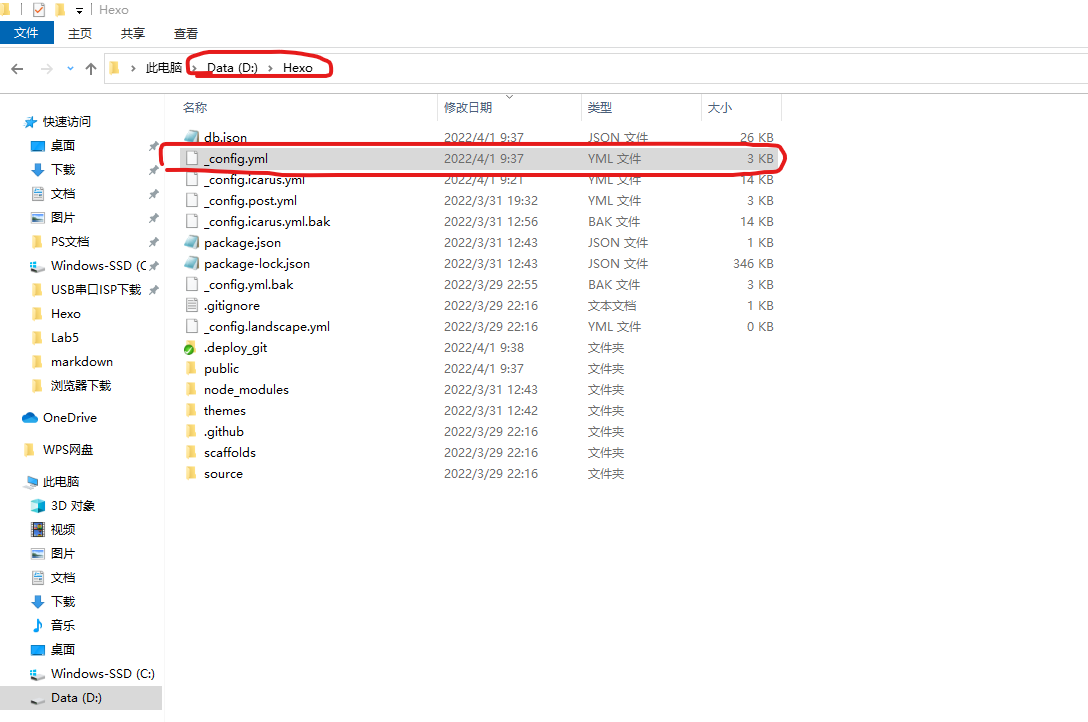 Hexo
文件 主页 共享 查看
此电脑 Data (D:) Hexo
名称 修改日期 类型 大小
db.json 2022/4/1 9:37 JSON 文件 26 KB
_config.yml 2022/4/1 9:37 YML 文件 3 KB
_config.icarus.yml 2022/4/1 9:21 YML 文件 14 KB
_config.post.yml 2022/3/31 19:32 YML 文件 3 KB
_config.icarus.yml.bak 2022/3/31 12:56 BAK 文件 14 KB
package.json 2022/3/31 12:43 JSON 文件 1 KB
package-lock.json 2022/3/31 12:43 JSON 文件 346 KB
_config.yml.bak 2022/3/29 22:55 BAK 文件 3 KB
.gitignore 2022/3/29 22:16 文本文档 1 KB
_config.landscape.yml 2022/3/29 22:16 YML 文件 0 KB
.deploy_git 2022/4/1 9:38 文件夹
public 2022/4/1 9:37 文件夹
node_modules 2022/3/31 12:43 文件夹
themes 2022/3/31 12:42 文件夹
.github 2022/3/29 22:16 文件夹
scaffolds 2022/3/29 22:16 文件夹
source 2022/3/29 22:16 文件夹
快速访问
桌面
下载
文档
图片
PS文档
Windows-SSD (C
USB串口ISP下载
Hexo
Lab5
markdown
浏览器下载
OneDrive
WPS网盘
此电脑
3D 对象
视频
图片
文档
下载
音乐
桌面
Windows-SSD (C:)
Data (D:)